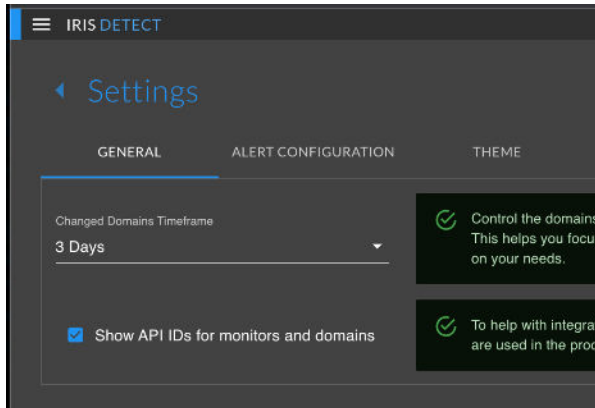 IRIS DETECT
Settings
GENERAL ALERT CONFIGURATION THEME
Changed Domains Timeframe
3 Days
Control the domains
This helps you focu
on your needs.
Show API IDs for monitors and domains
To help with integra
are used in the proc